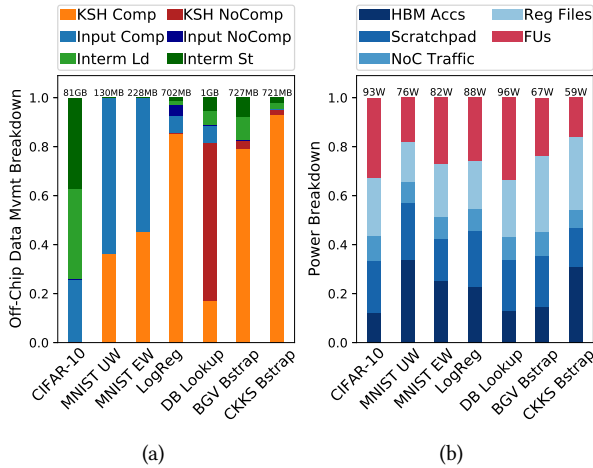 KSH Comp KSH NoComp
Input Comp Input NoComp
Interm Ld Interm St
Off-Chip Data Mvmt Breakdown
81GB 130MB 228MB 702MB 1GB 727MB 721MB
1.0
0.8
0.6
0.4
0.2
0.0
CIFAR-10
MNIST UW
MNIST EW
LogReg
DB Lookup
BGV Bstrap
CKKS Bstrap
(a)
HBM Accs Reg Files
Scratchpad FUs
NoC Traffic
Power Breakdown
93W 76W 82W 88W 96W 67W 59W
1.0
0.8
0.6
0.4
0.2
0.0
CIFAR-10
MNIST UW
MNIST EW
LogReg
DB Lookup
BGV Bstrap
CKKS Bstrap
(b)